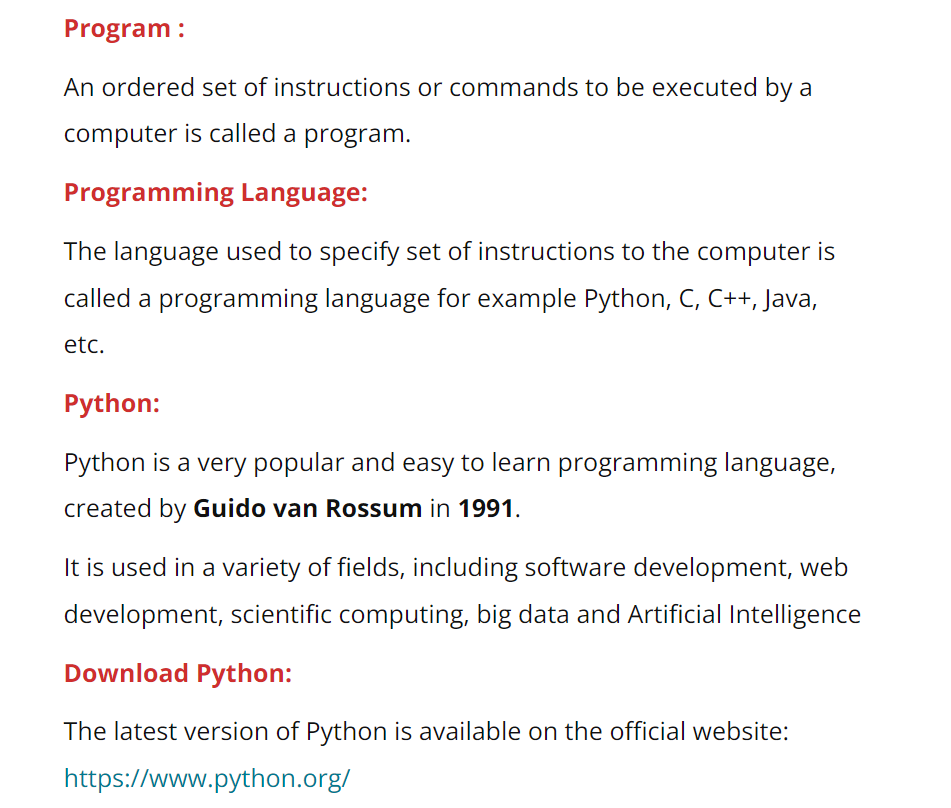 Program :
An ordered set of instructions or commands to be executed by a
computer is called a program.
Programming Language:
The language used to specify set of instructions to the computer is
called a programming language for example Python, C, C++, Java,
etc.
Python:
Python is a very popular and easy to learn programming language,
created by Guido van Rossum in 1991.
It is used in a variety of fields, including software development, web
development, scientific computing, big data and Artificial Intelligence
Download Python:
The latest version of Python is available on the official website:
https://www.python.org/